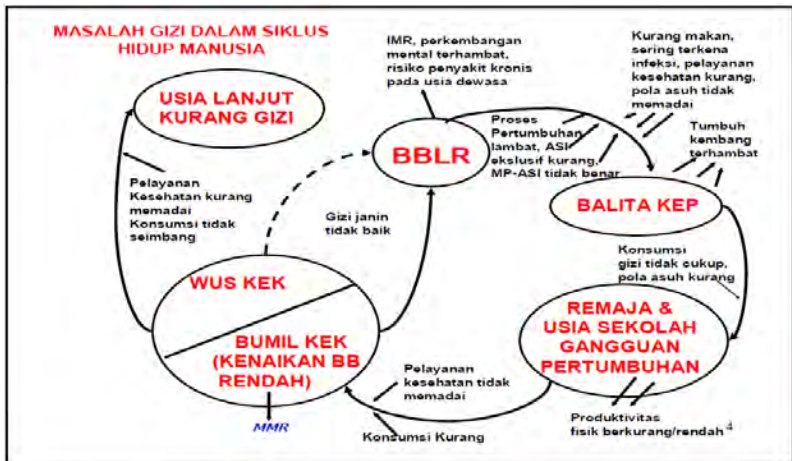 MASALAH GIZI DALAM SIKLUS
HIDUP MANUSIA
USIA LANJUT
KURANG GIZI
IMR, perkembangan
mental terhambat,
risiko penyakit kronis
pada usia dewasa
Kurang makan,
sering terkena
infeksi, pelayanan
kesehatan kurang,
pola asuh tidak
memadai
BBLR
Proses
Pertumbuhan
lambat, ASI
ekslusif kurang,
MP-ASI tidak benar
Tumbuh
kembang
terhambat
BALITA KEP
Pelayanan
Kesehatan kurang
memadai
Konsumsi tidak
seimbang
Gizi janin
tidak baik
Konsumsi
gizi tidak cukup,
pola asuh kurang
WUS KEK
BUMIL KEK
(KENAIKAN BB
RENDAH)
MMR
REMAJA &
USIA SEKOLAH
GANGGUAN
PERTUMBUHAN
Pelayanan
kesehatan tidak
memadai
Konsumsi Kurang
Produktivitas
fisik berkurang/rendah
4